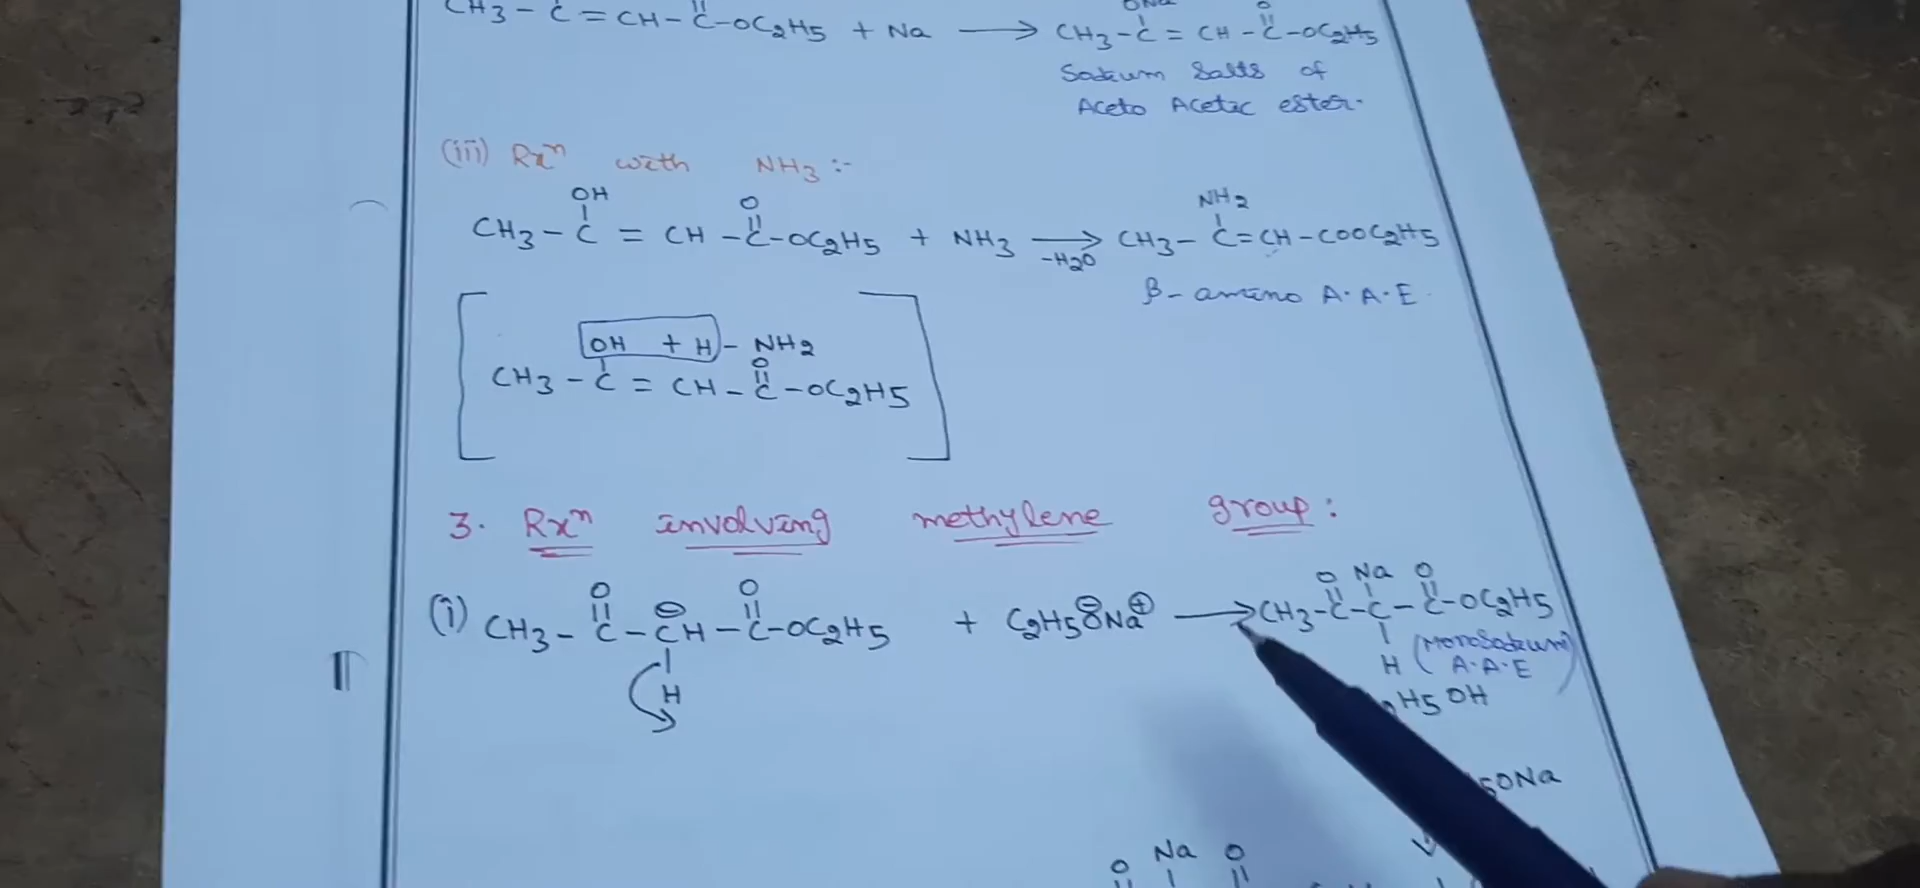 CH3 - C = CH - C - OC2H5 + Na ⟶ CH3 - C = CH - C - OC2H5
Sodium Salts of
Aceto Acetic ester.
(iii) Rxⁿ with NH3 :-
OH O NH2
CH3 - C = CH - C - OC2H5 + NH3 ⟶ CH3 - C = CH - COOC2H5
-H2O
β - amino A.A.E.
OH + H - NH2
O
CH3 - C = CH - C - OC2H5
3. Rxⁿ involving methylene group :
O O O Na O
(i) CH3 - C - CH - C - OC2H5 + C2H5ONa ⟶ CH3 - C - C - C - OC2H5
⊖ ⊖ ⊕
H H (Monosodium
A.A.E)
H5OH
5ONa
O Na O